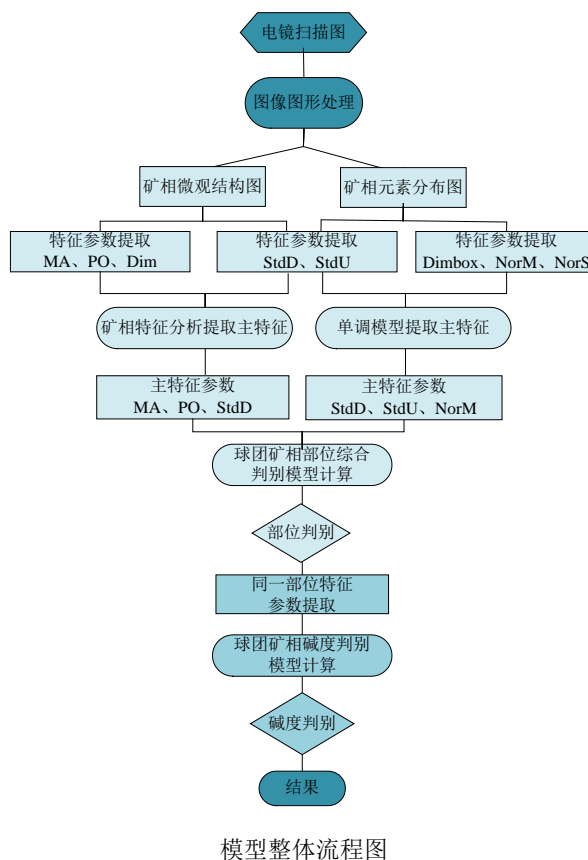 电镜扫描图
图像图形处理
矿相微观结构图
矿相元素分布图
特征参数提取
MA、PO、Dim
特征参数提取
StdD、StdU
特征参数提取
Dimbox、NorM、NorS
矿相特征分析提取主特征
单调模型提取主特征
主特征参数
MA、PO、StdD
主特征参数
StdD、StdU、NorM
球团矿相部位综合
判别模型计算
部位判别
同一部位特征
参数提取
球团矿相碱度判别
模型计算
碱度判别
结果
模型整体流程图